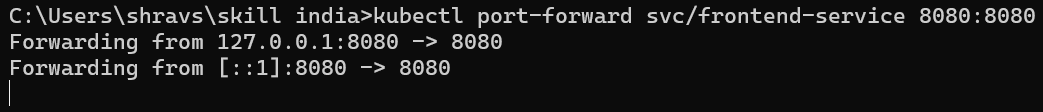 C:\Users\shravs\skill india>kubectl port-forward svc/frontend-service 8080:8080
Forwarding from 127.0.0.1:8080 -> 8080
Forwarding from [::1]:8080 -> 8080